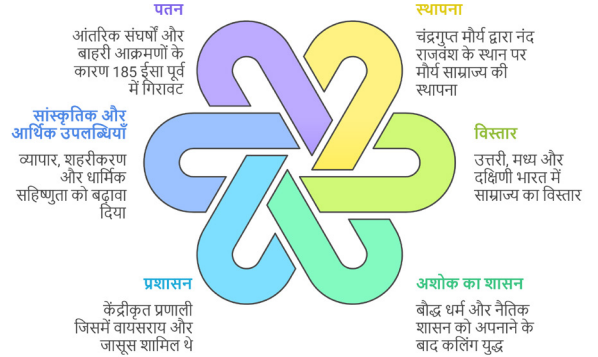 पतन
आंतरिक संघर्षों और
बाहरी आक्रमणों के
कारण 185 ईसा पूर्व
में गिरावट
स्थापना
चंद्रगुप्त मौर्य द्वारा नंद
राजवंश के स्थान पर
मौर्य साम्राज्य की
स्थापना
सांस्कृतिक और
आर्थिक उपलब्धियाँ
व्यापार, शहरीकरण
और धार्मिक
सहिष्णुता को बढ़ावा
दिया
विस्तार
उत्तरी, मध्य और
दक्षिणी भारत में
साम्राज्य का विस्तार
प्रशासन
केंद्रीकृत प्रणाली
जिसमें वायसराय और
जासूस शामिल थे
अशोक का शासन
बौद्ध धर्म और नैतिक
शासन को अपनाने के
बाद कलिंग युद्ध